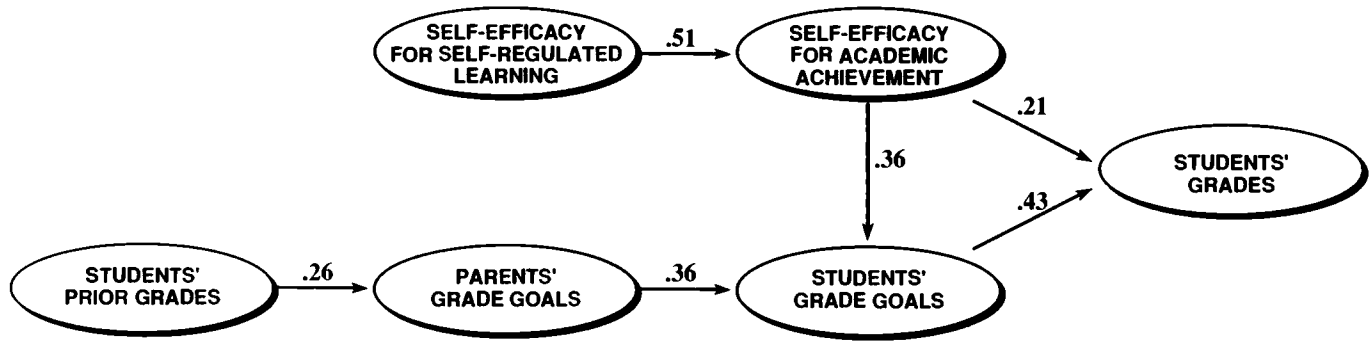 SELF-EFFICACY
FOR SELF-REGULATED
LEARNING
.51
SELF-EFFICACY
FOR ACADEMIC
ACHIEVEMENT
.21
.36
STUDENTS'
GRADES
.43
STUDENTS'
PRIOR GRADES
.26
PARENTS'
GRADE GOALS
.36
STUDENTS'
GRADE GOALS